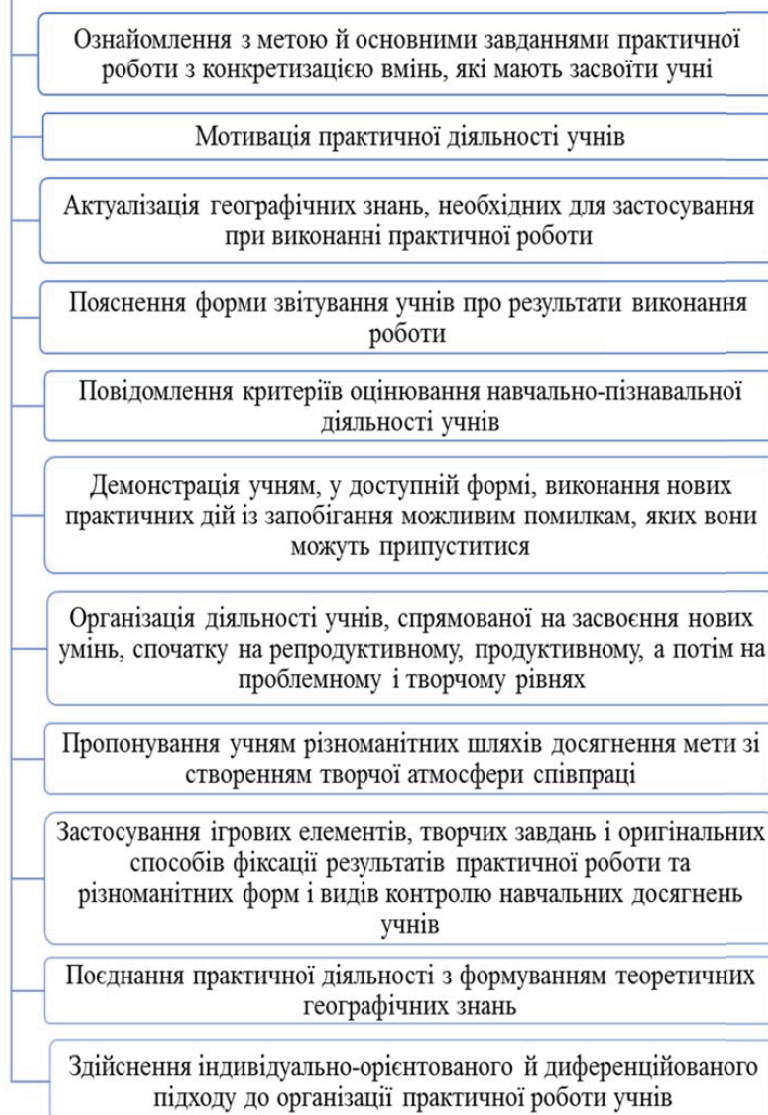 Ознайомлення з метою й основними завданнями практичної
роботи з конкретизацією вмінь, які мають засвоїти учні
Мотивація практичної діяльності учнів
Актуалізація географічних знань, необхідних для застосування
при виконанні практичної роботи
Пояснення форми звітування учнів про результати виконання
роботи
Повідомлення критеріїв оцінювання навчально-пізнавальної
діяльності учнів
Демонстрація учням, у доступній формі, виконання нових
практичних дій із запобігання можливим помилкам, яких вони
можуть припуститися
Організація діяльності учнів, спрямованої на засвоєння нових
умінь, спочатку на репродуктивному, продуктивному, а потім на
проблемному і творчому рівнях
Пропонування учням різноманітних шляхів досягнення мети зі
створенням творчої атмосфери співпраці
Застосування ігрових елементів, творчих завдань і оригінальних
способів фіксації результатів практичної роботи та
різноманітних форм і видів контролю навчальних досягнень
учнів
Поєднання практичної діяльності з формуванням теоретичних
географічних знань
Здійснення індивідуально-орієнтованого й диференційованого
підходу до організації практичної роботи учнів